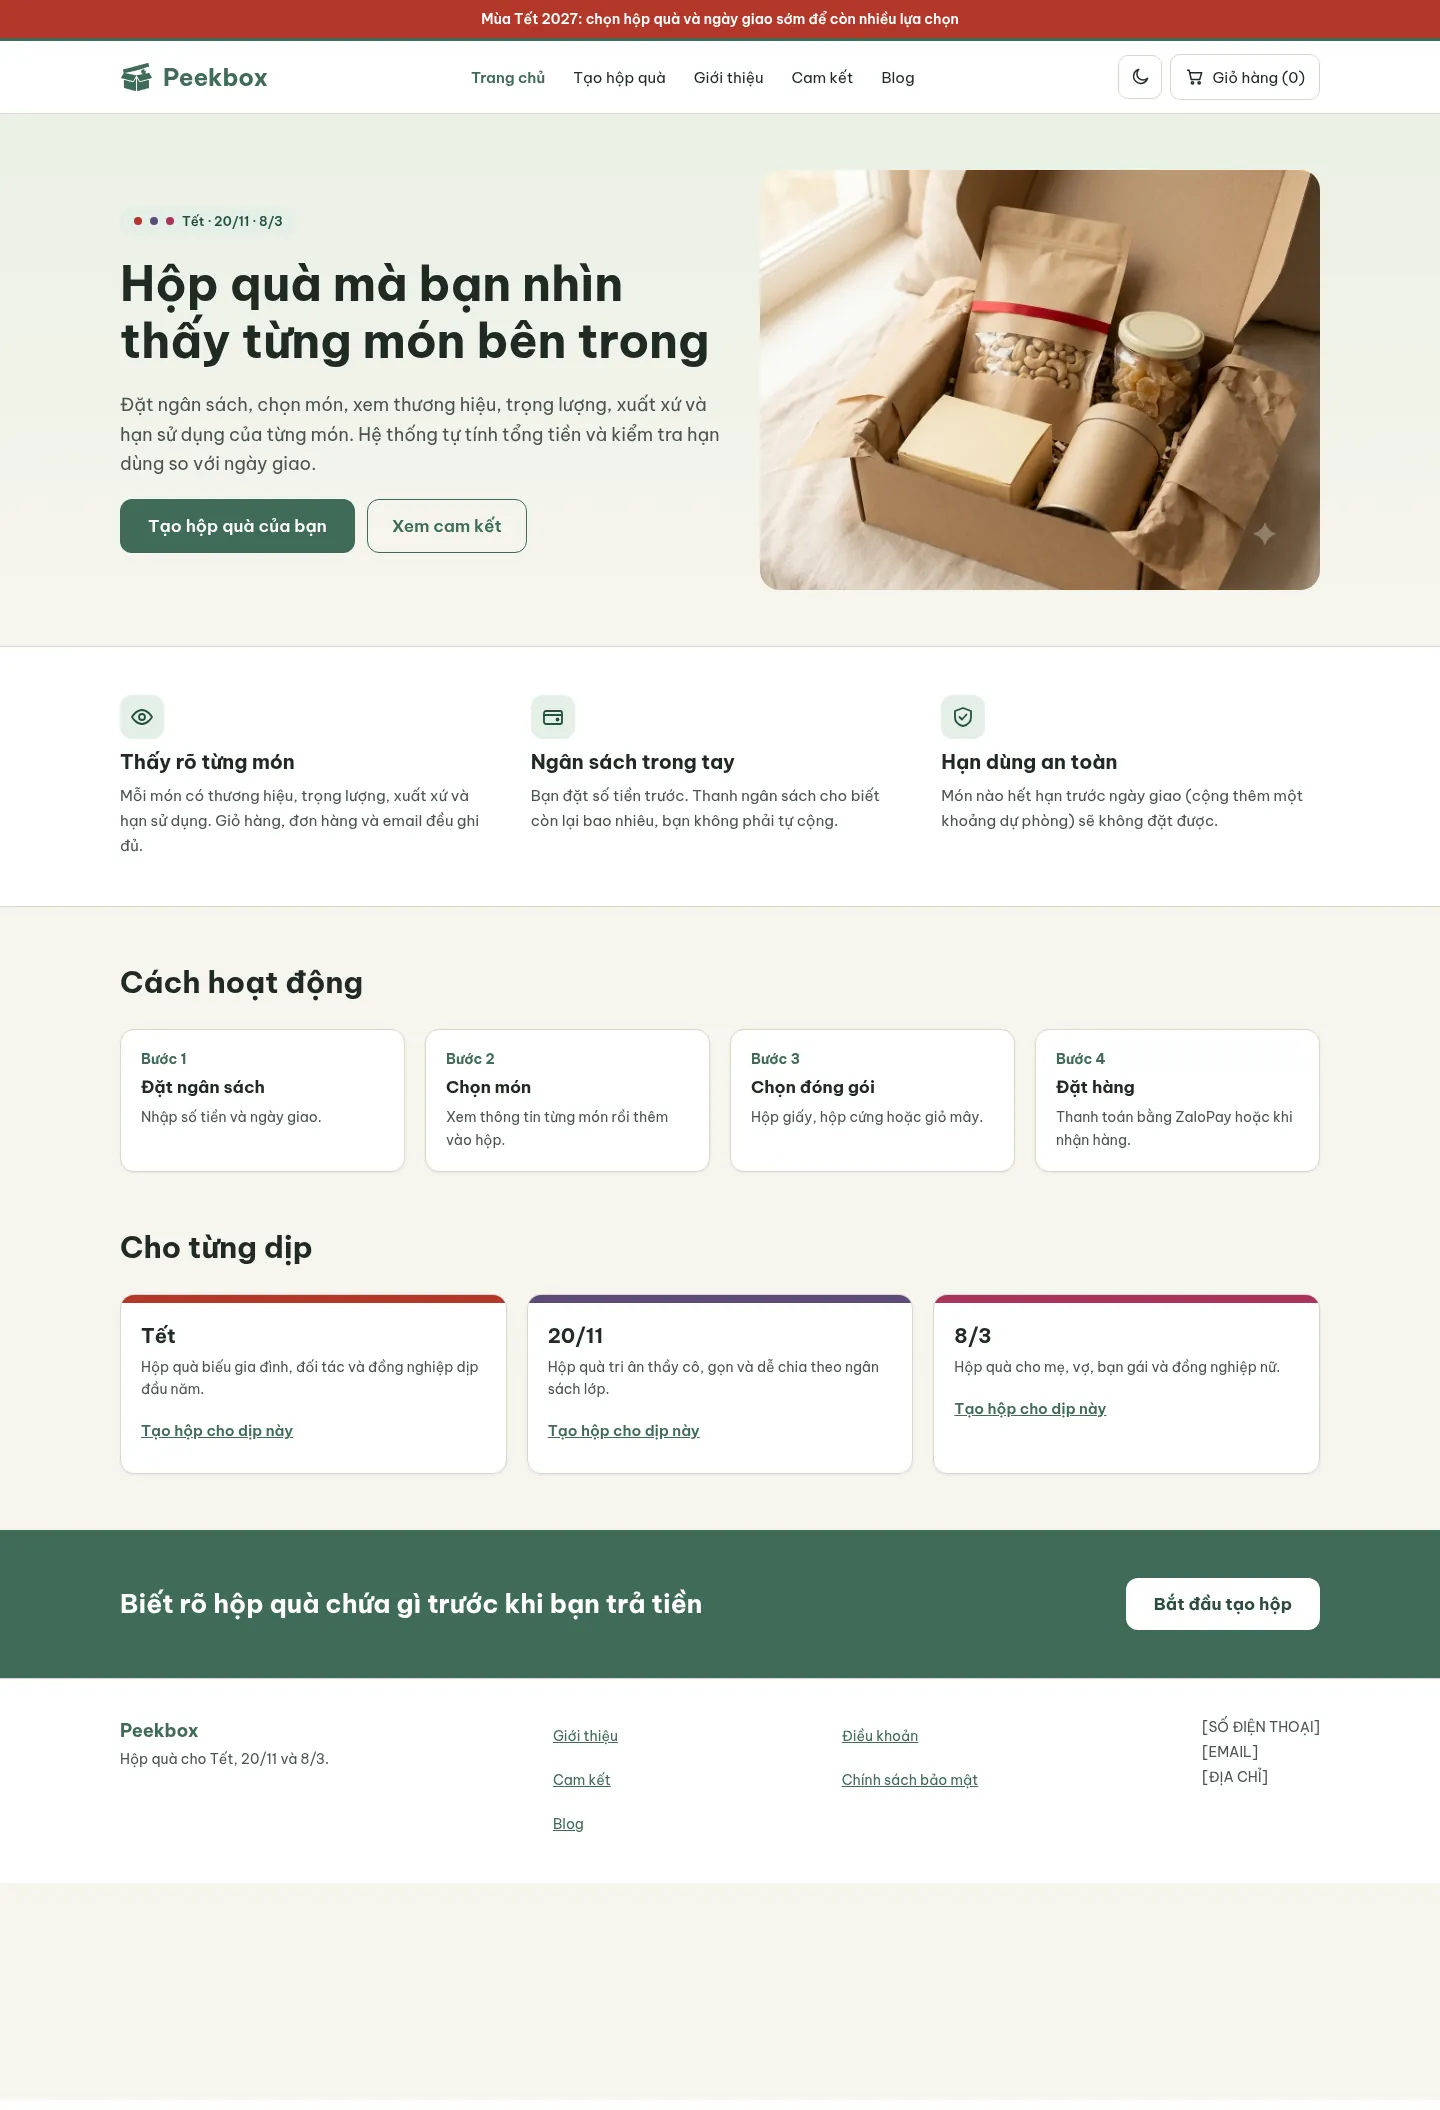 Mùa Tết 2027: chọn hộp quà và ngày giao sớm để còn nhiều lựa chọn
Peekbox
Trang chủ
Tạo hộp quà
Giới thiệu
Cam kết
Blog
Giỏ hàng (0)
Tết · 20/11 · 8/3
Hộp quà mà bạn nhìn
thấy từng món bên trong
Đặt ngân sách, chọn món, xem thương hiệu, trọng lượng, xuất xứ và
hạn sử dụng của từng món. Hệ thống tự tính tổng tiền và kiểm tra hạn
dùng so với ngày giao.
Tạo hộp quà của bạn
Xem cam kết
Thấy rõ từng món
Mỗi món có thương hiệu, trọng lượng, xuất xứ và
hạn sử dụng. Giỏ hàng, đơn hàng và email đều ghi
đủ.
Ngân sách trong tay
Bạn đặt số tiền trước. Thanh ngân sách cho biết
còn lại bao nhiêu, bạn không phải tự cộng.
Hạn dùng an toàn
Món nào hết hạn trước ngày giao (cộng thêm một
khoảng dự phòng) sẽ không đặt được.
Cách hoạt động
Bước 1
Đặt ngân sách
Nhập số tiền và ngày giao.
Bước 2
Chọn món
Xem thông tin từng món rồi thêm
vào hộp.
Bước 3
Chọn đóng gói
Hộp giấy, hộp cứng hoặc giỏ mây.
Bước 4
Đặt hàng
Thanh toán bằng ZaloPay hoặc khi
nhận hàng.
Cho từng dịp
Tết
Hộp quà biếu gia đình, đối tác và đồng nghiệp dịp
đầu năm.
Tạo hộp cho dịp này
20/11
Hộp quà tri ân thầy cô, gọn và dễ chia theo ngân
sách lớp.
Tạo hộp cho dịp này
8/3
Hộp quà cho mẹ, vợ, bạn gái và đồng nghiệp nữ.
Tạo hộp cho dịp này
Biết rõ hộp quà chứa gì trước khi bạn trả tiền
Bắt đầu tạo hộp
Peekbox
Hộp quà cho Tết, 20/11 và 8/3.
Giới thiệu
Cam kết
Blog
Điều khoản
Chính sách bảo mật
[SỐ ĐIỆN THOẠI]
[EMAIL]
[ĐỊA CHỈ]